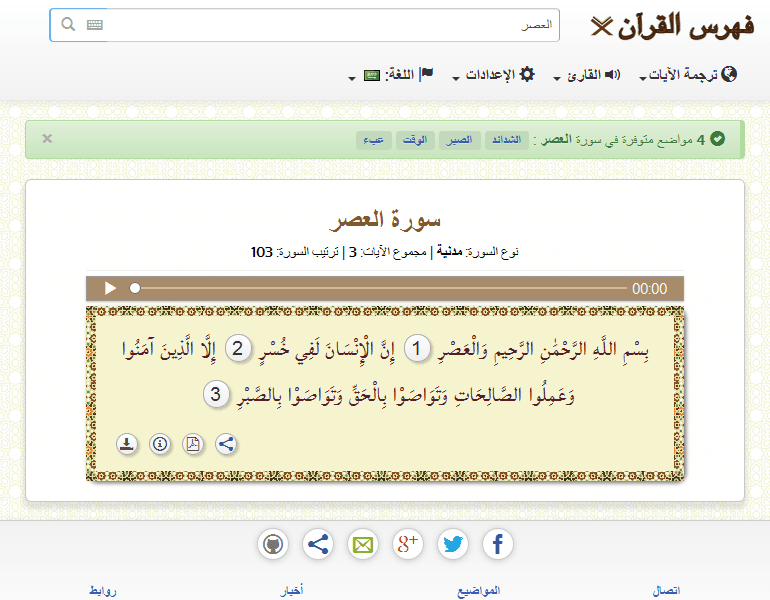 فهرس القرآن
العصر
ترجمة الآيات القارئ الإعدادات اللغة:
4 مواضع متوفرة في سورة العصر : الشدائد الصبر الوقت عبء
سورة العصر
نوع السورة: مدنية | مجموع الآيات: 3 | ترتيب السورة: 103
00:00
بِسْمِ اللَّهِ الرَّحْمَٰنِ الرَّحِيمِ وَالْعَصْرِ 1 إِنَّ الْإِنْسَانَ لَفِي خُسْرٍ 2 إِلَّا الَّذِينَ آمَنُوا
وَعَمِلُوا الصَّالِحَاتِ وَتَوَاصَوْا بِالْحَقِّ وَتَوَاصَوْا بِالصَّبْرِ 3
اتصال المواضيع أخبار روابط